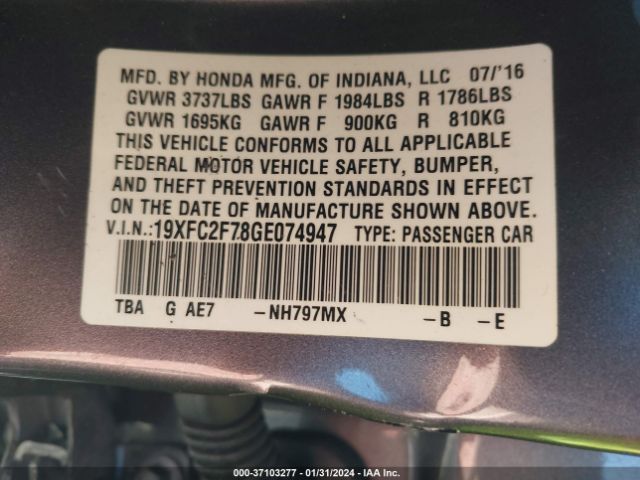 MFD. BY HONDA MFG. OF INDIANA, LLC 07/'16
GVWR 3737LBS GAWR F 1984LBS R 1786LBS
GVWR 1695KG GAWR F 900KG R 810KG
THIS VEHICLE CONFORMS TO ALL APPLICABLE
FEDERAL MOTOR VEHICLE SAFETY, BUMPER,
AND THEFT PREVENTION STANDARDS IN EFFECT
ON THE DATE OF MANUFACTURE SHOWN ABOVE.
V.I.N.:19XFC2F78GE074947 TYPE: PASSENGER CAR
TBA G AE7 -NH797MX -B -E
000-37103277 - 01/31/2024 - IAA Inc.